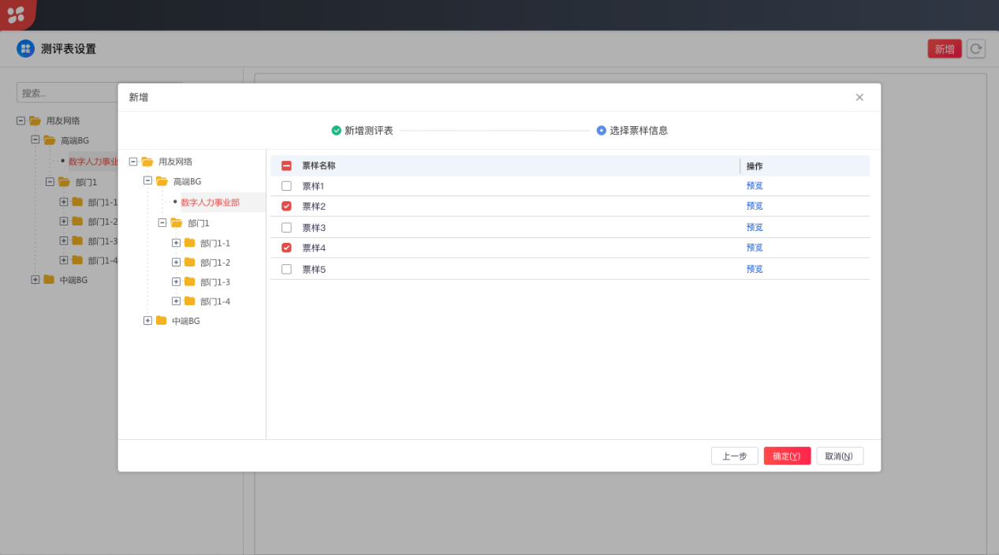 测评表设置
新增
搜索...
用友网络
高端BG
数字人力事业
部门1
部门1-1
部门1-2
部门1-3
部门1-4
中端BG
新增
新增测评表
选择票样信息
用友网络
高端BG
数字人力事业部
部门1
部门1-1
部门1-2
部门1-3
部门1-4
中端BG
票样名称 操作
票样1 预览
票样2 预览
票样3 预览
票样4 预览
票样5 预览
上一步 确定(Y) 取消(N)